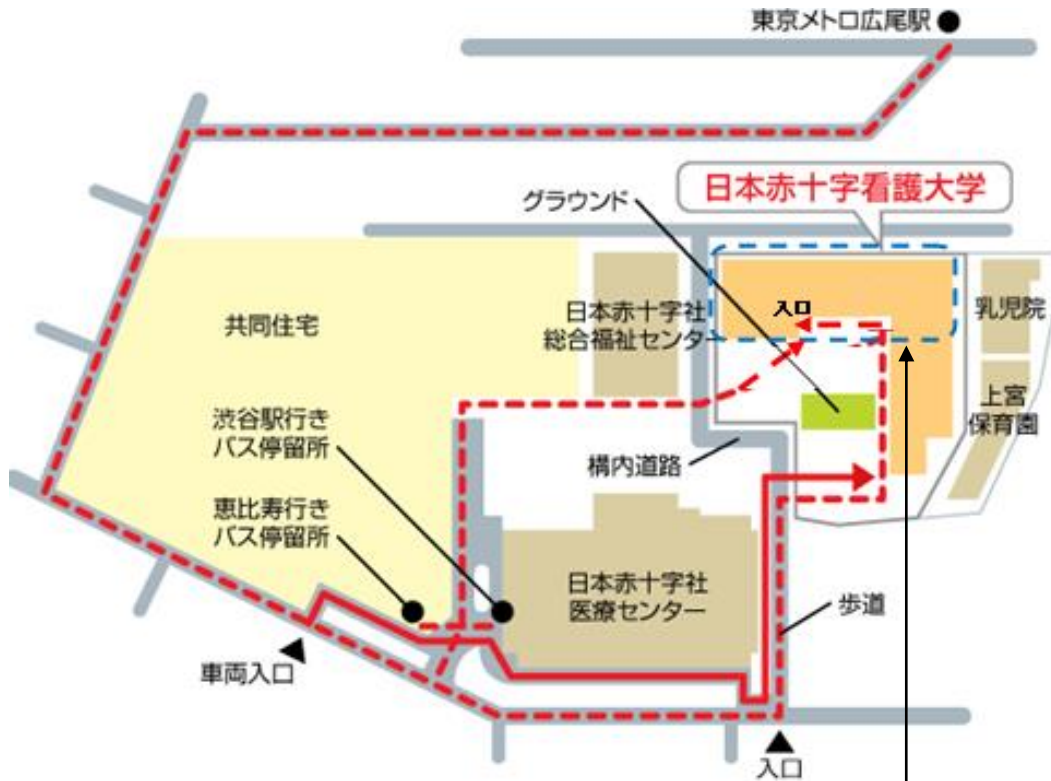 東京メトロ広尾駅
日本赤十字看護大学
グラウンド
入口
乳児院
日本赤十字社
総合福祉センター
共同住宅
上宮
保育園
渋谷駅行き
バス停留所
構内道路
恵比寿行き
バス停留所
日本赤十字社
医療センター
歩道
車両入口
入口